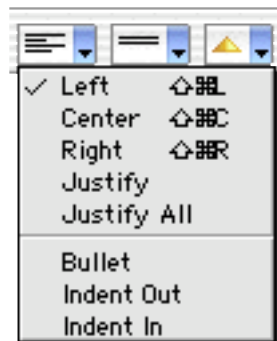 ✓ Left ⇧⌘L
Center ⇧⌘C
Right ⇧⌘R
Justify
Justify All
Bullet
Indent Out
Indent In